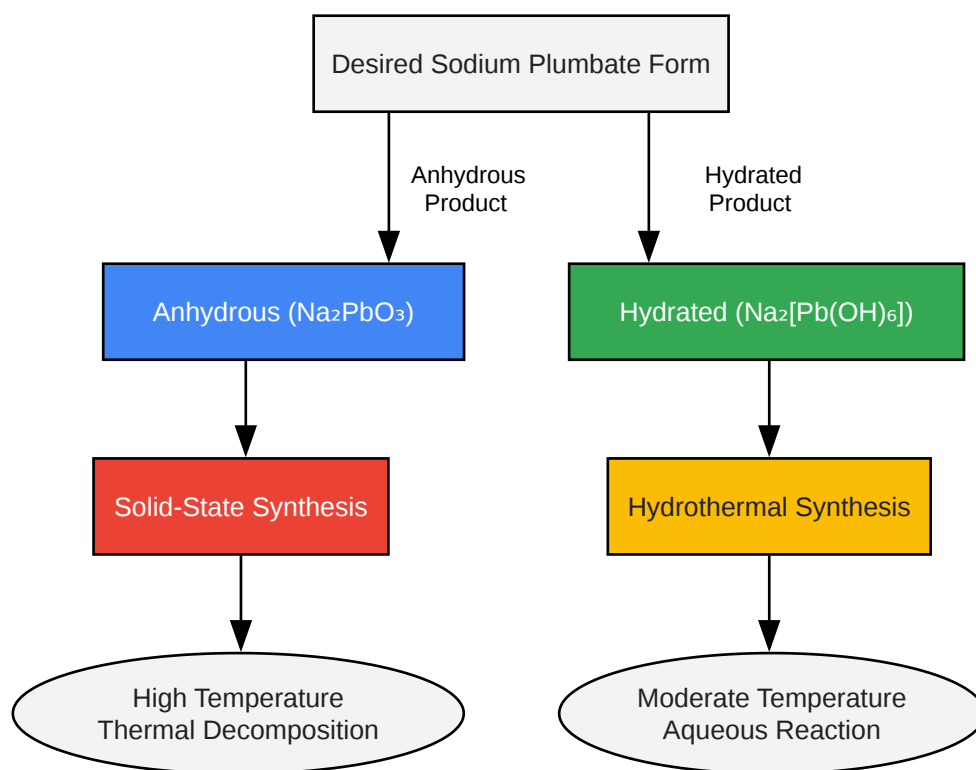 Desired Sodium Plumbate Form
Anhydrous
Product
Hydrated
Product
Anhydrous (Na₂PbO₃)
Hydrated (Na₂[Pb(OH)₆])
Solid-State Synthesis
Hydrothermal Synthesis
High Temperature
Thermal Decomposition
Moderate Temperature
Aqueous Reaction